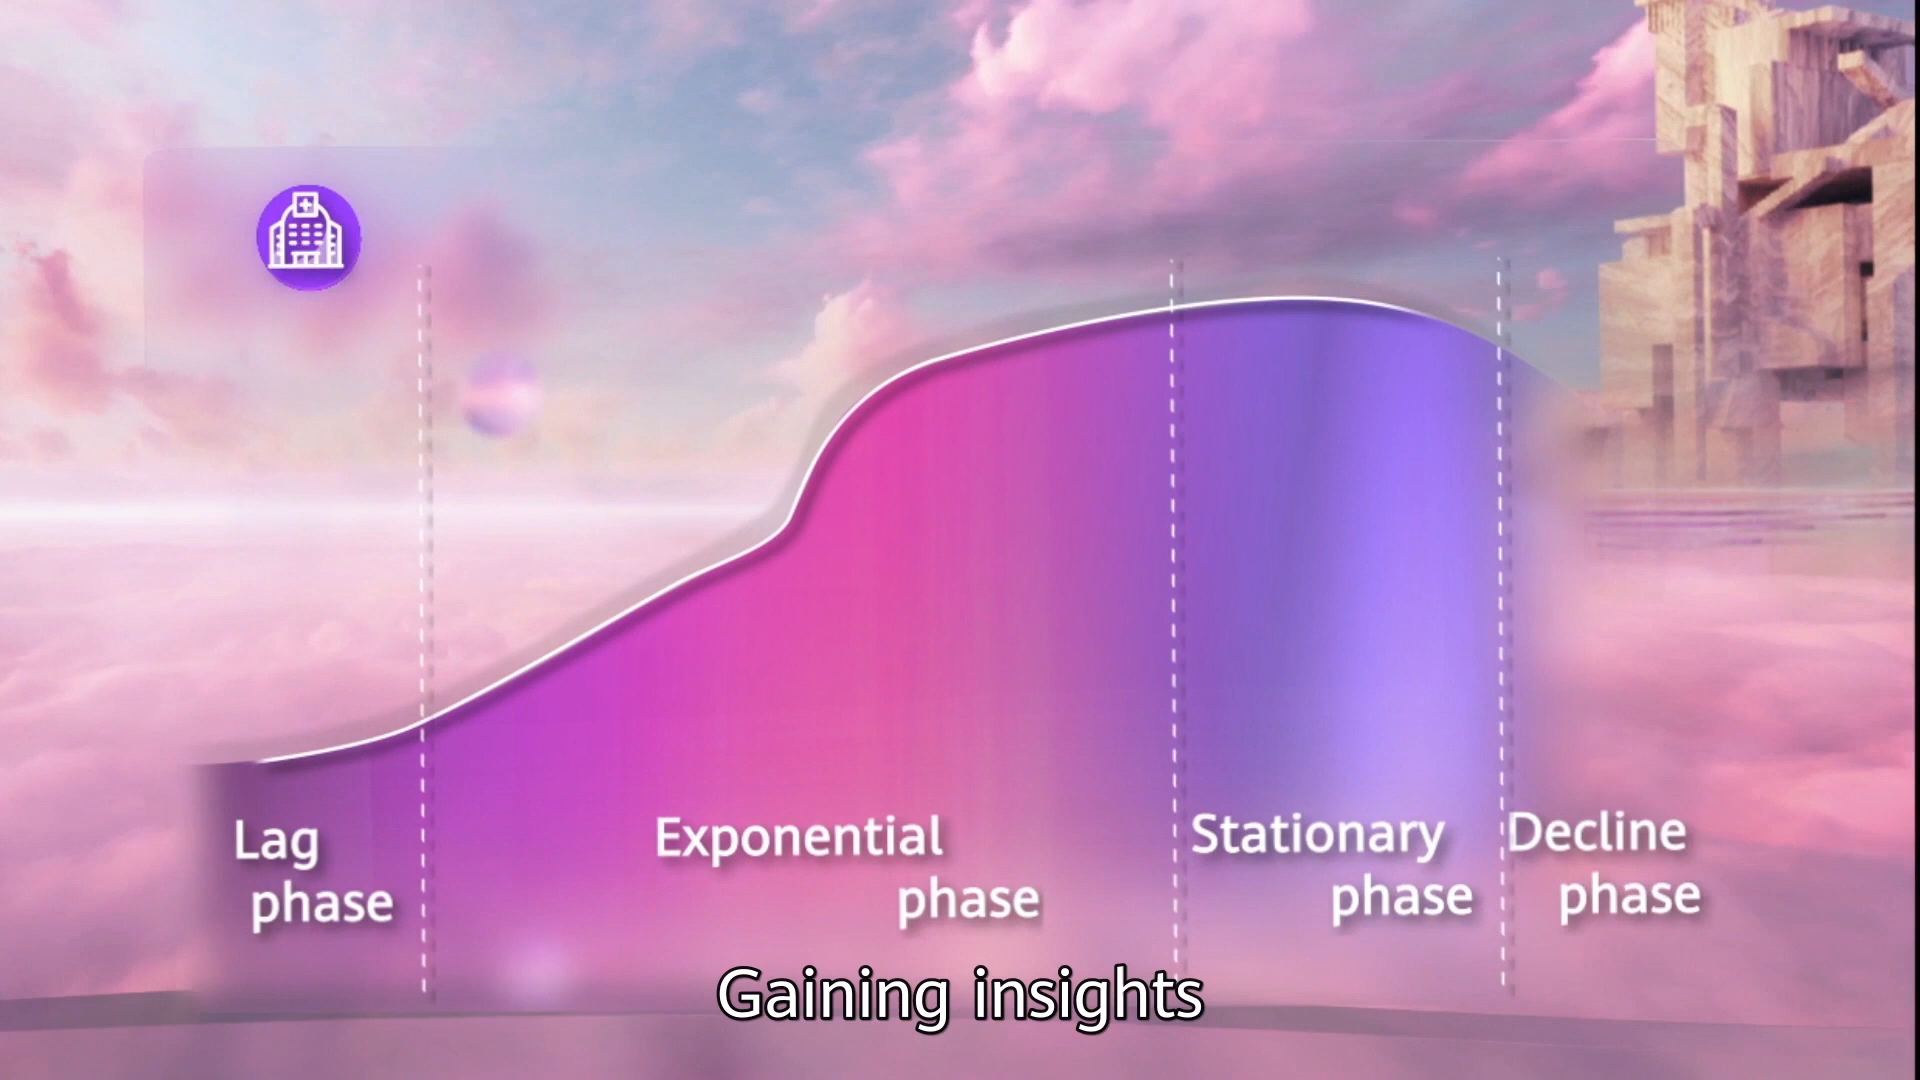 Lag
phase
Exponential
phase
Stationary
phase
Decline
phase
Gaining insights